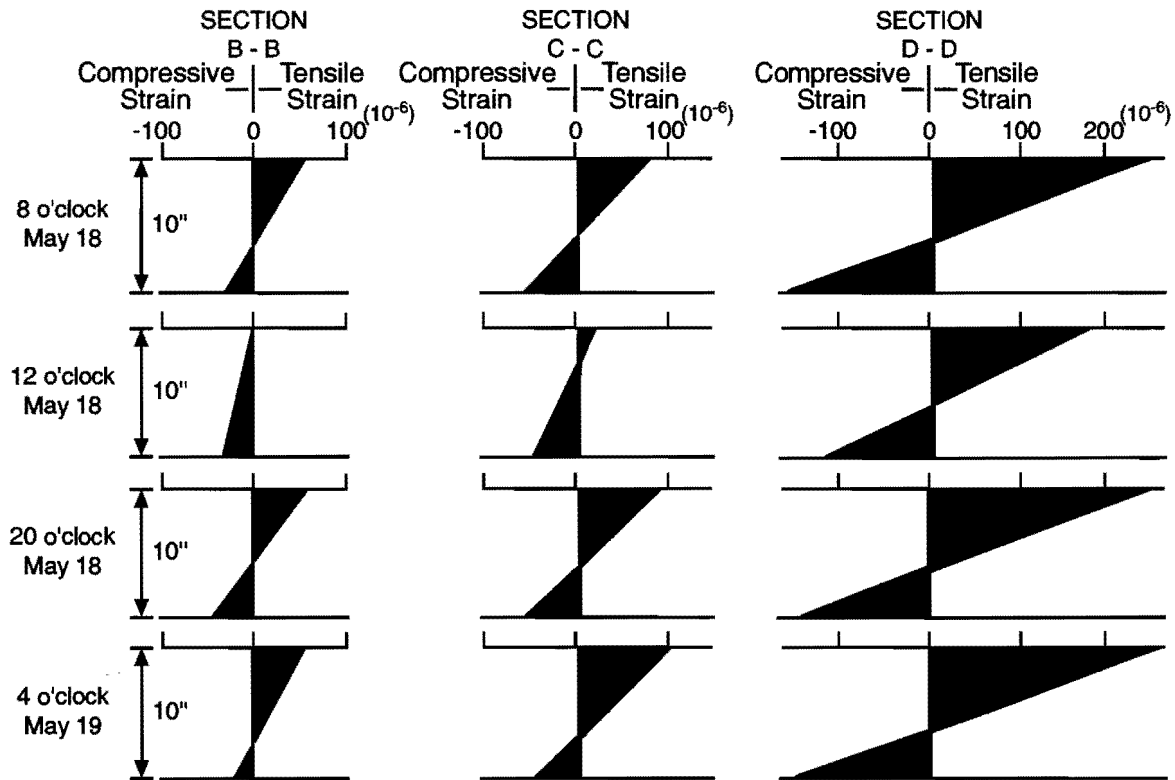 SECTION
B - B
Compressive
Strain
Tensile
Strain
(10-6)
-100 0 100
SECTION
C - C
Compressive
Strain
Tensile
Strain
(10-6)
-100 0 100
SECTION
D - D
Compressive
Strain
Tensile
Strain
(10-6)
-100 0 100 200
8 o'clock
May 18
10"
12 o'clock
May 18
10"
20 o'clock
May 18
10"
4 o'clock
May 19
10"